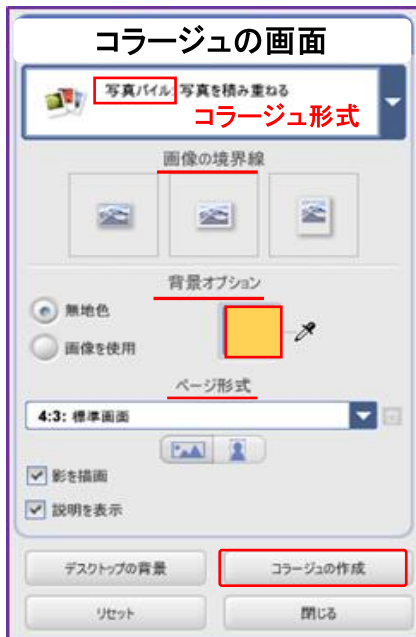 コラージュの画面
写真パイル: 写真を積み重ねる
コラージュ形式
画像の境界線
背景オプション
無地色
画像を使用
ページ形式
4:3: 標準画面
影を描画
説明を表示
デスクトップの背景 コラージュの作成
リセット 閉じる